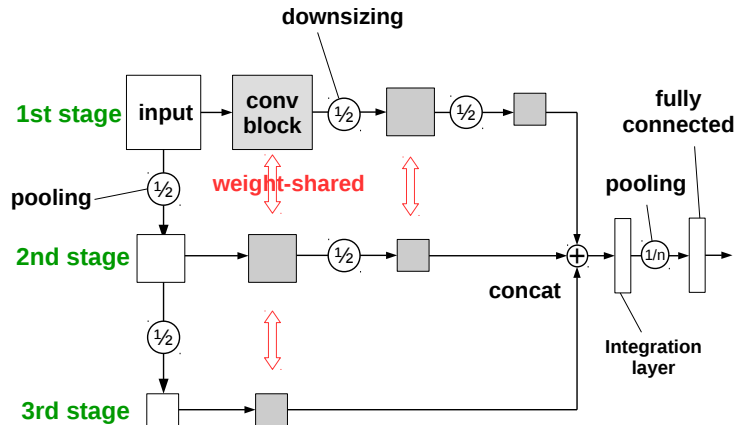 downsizing
1st stage
input
conv
block
½
½
fully
connected
pooling
½
weight-shared
pooling
2nd stage
½
1/n
concat
½
Integration
layer
3rd stage